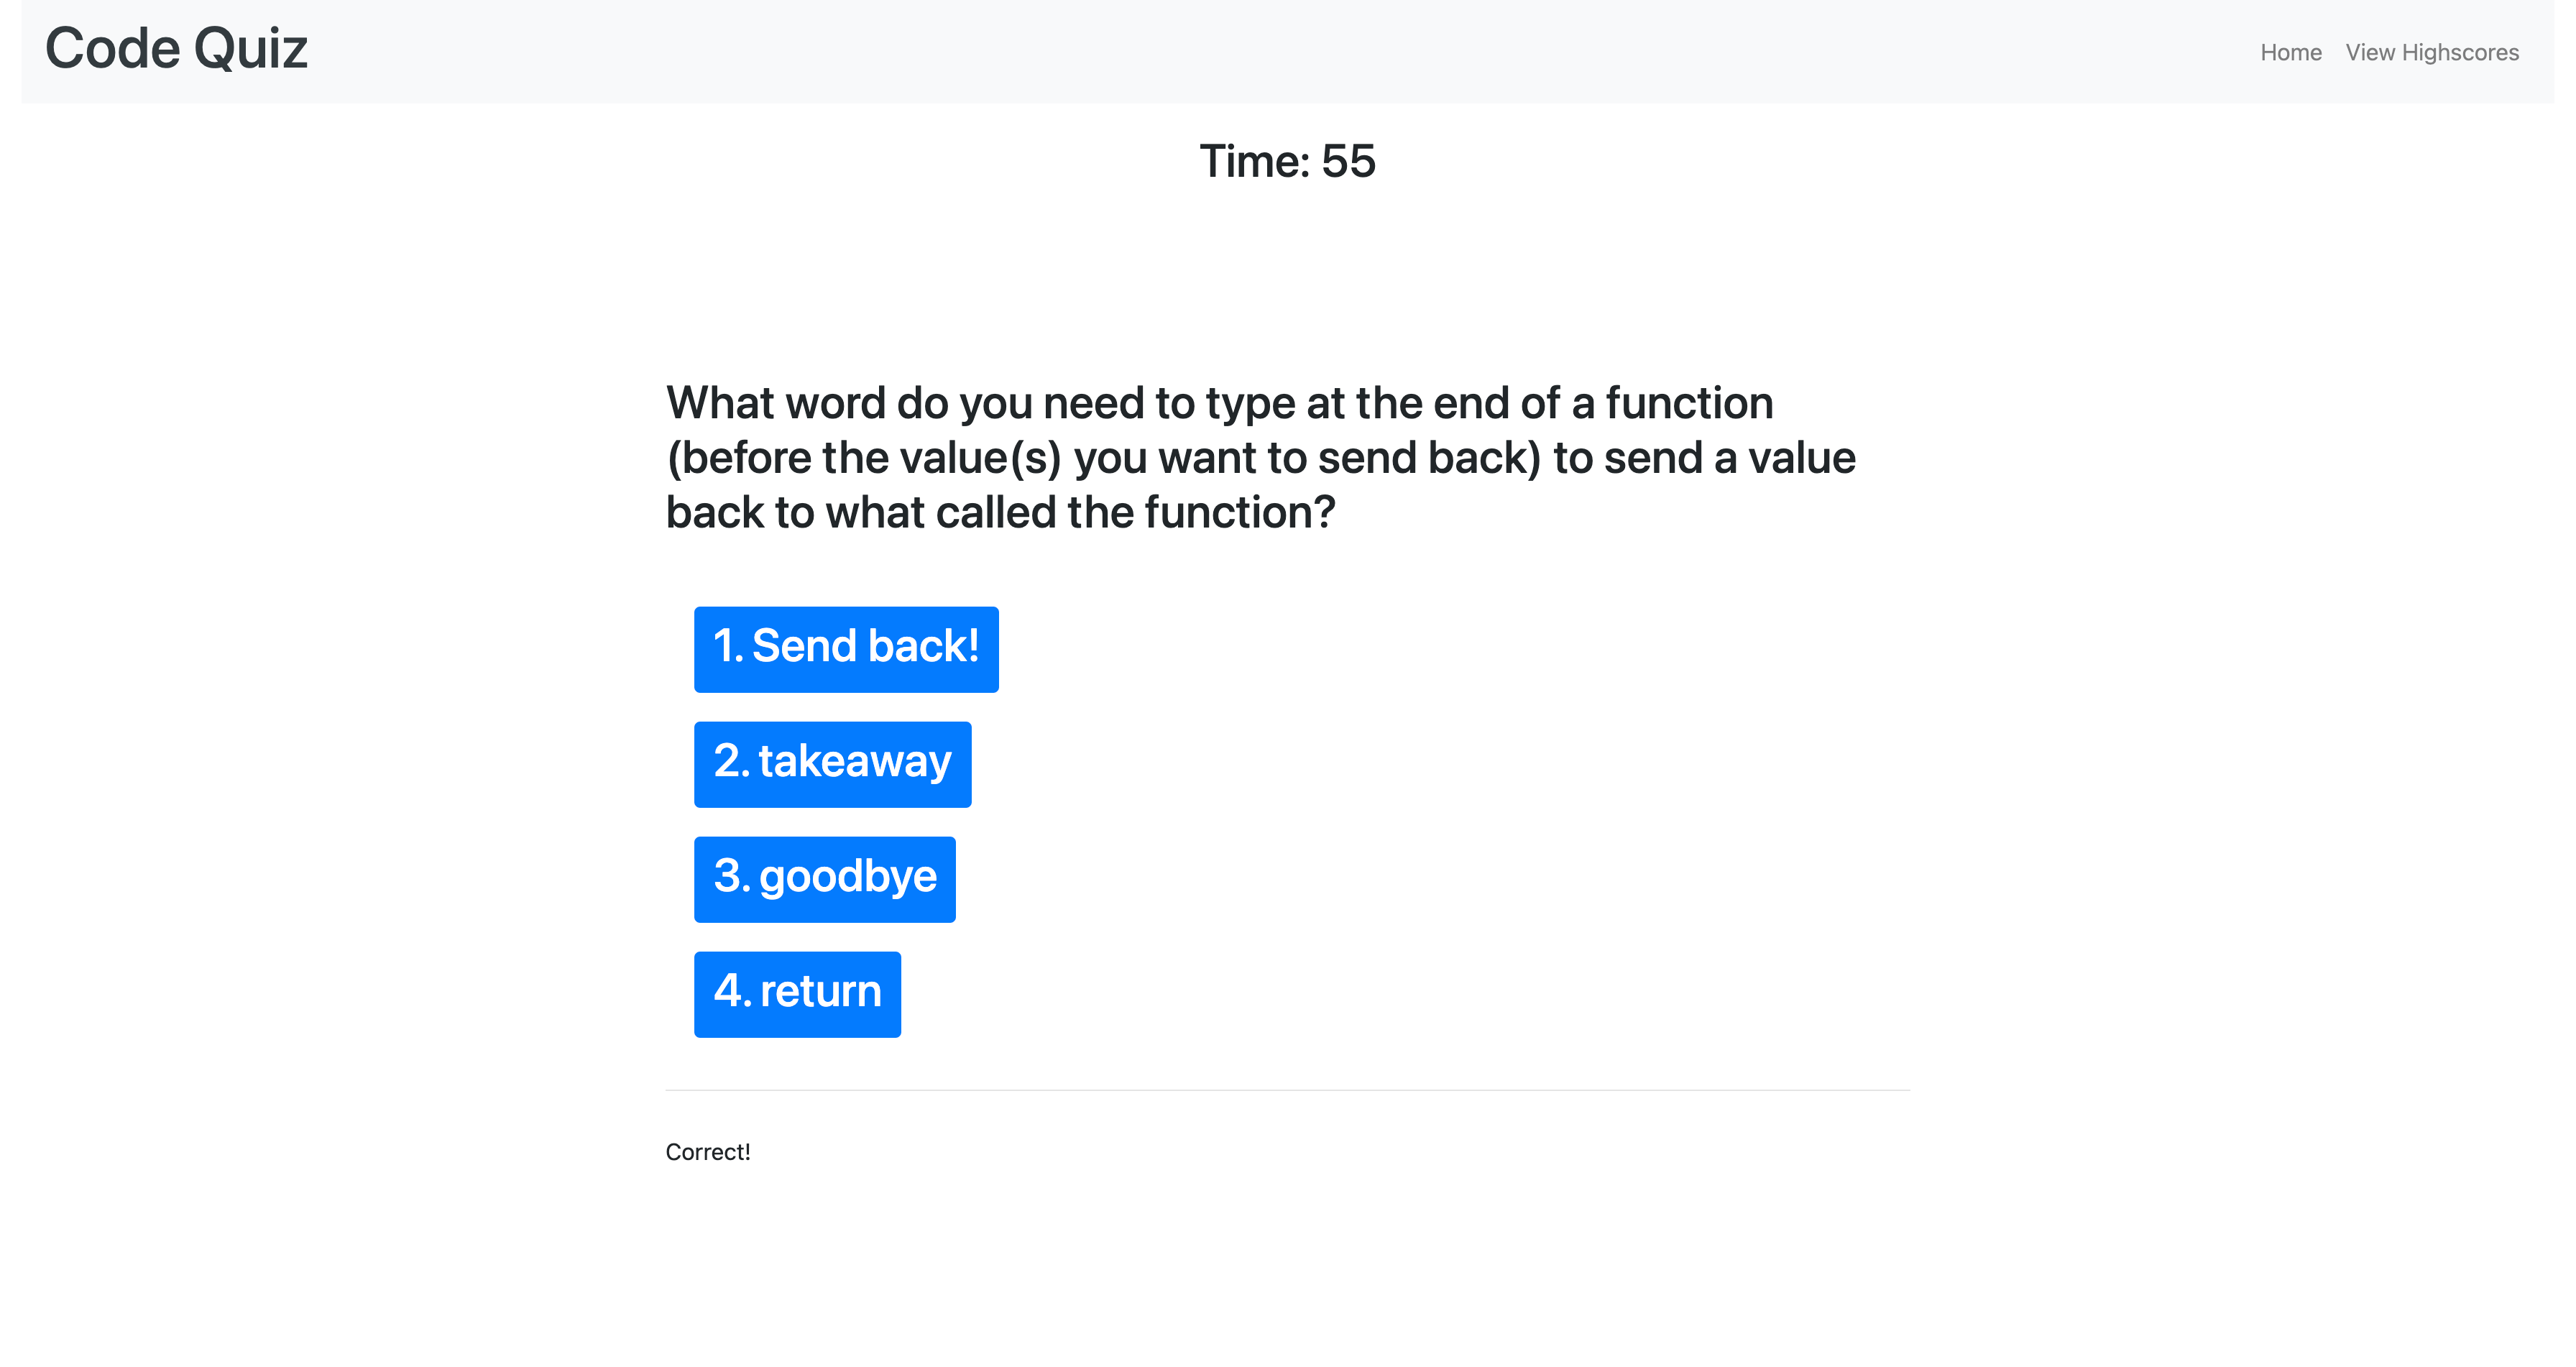 Code Quiz
Home
View Highscores
Time: 55
What word do you need to type at the end of a function
(before the value(s) you want to send back) to send a value
back to what called the function?
1. Send back!
2. takeaway
3. goodbye
4. return
Correct!